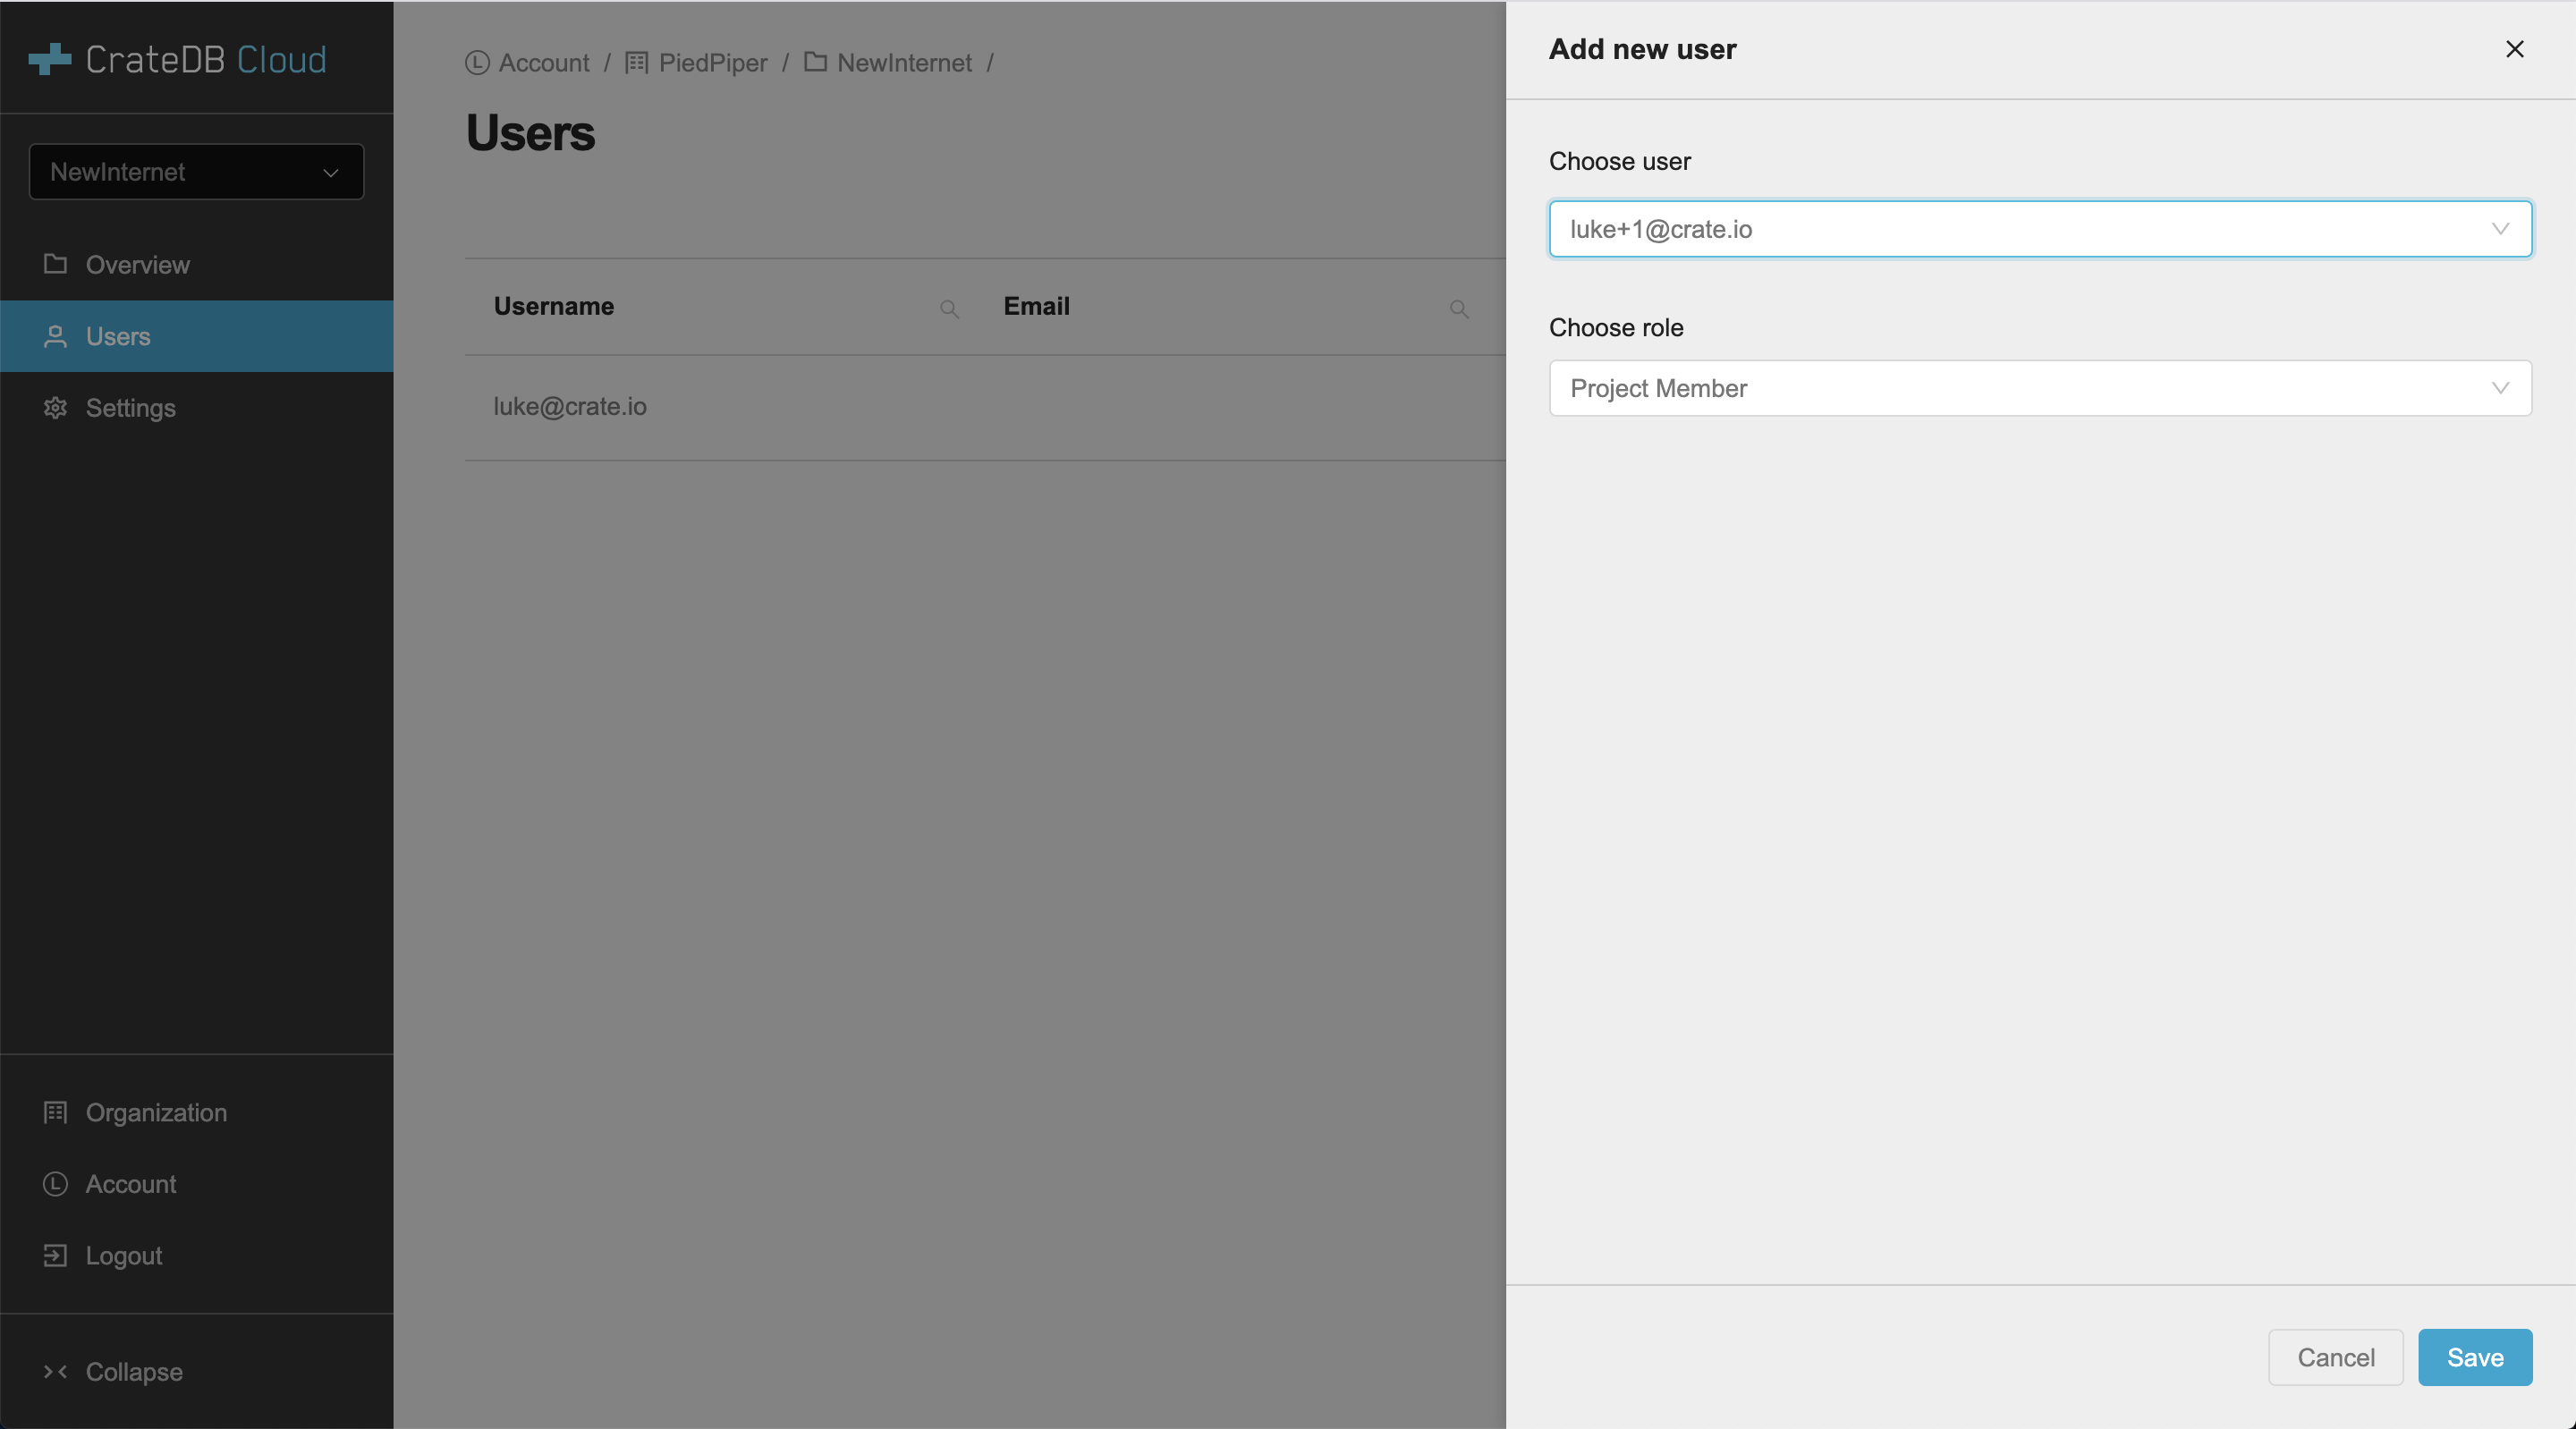 CrateDB Cloud
NewInternet
Overview
Users
Settings
Organization
Account
Logout
Collapse
Account / PiedPiper / NewInternet /
Users
Username Email
luke@crate.io
Add new user
Choose user
luke+1@crate.io
Choose role
Project Member
Cancel Save